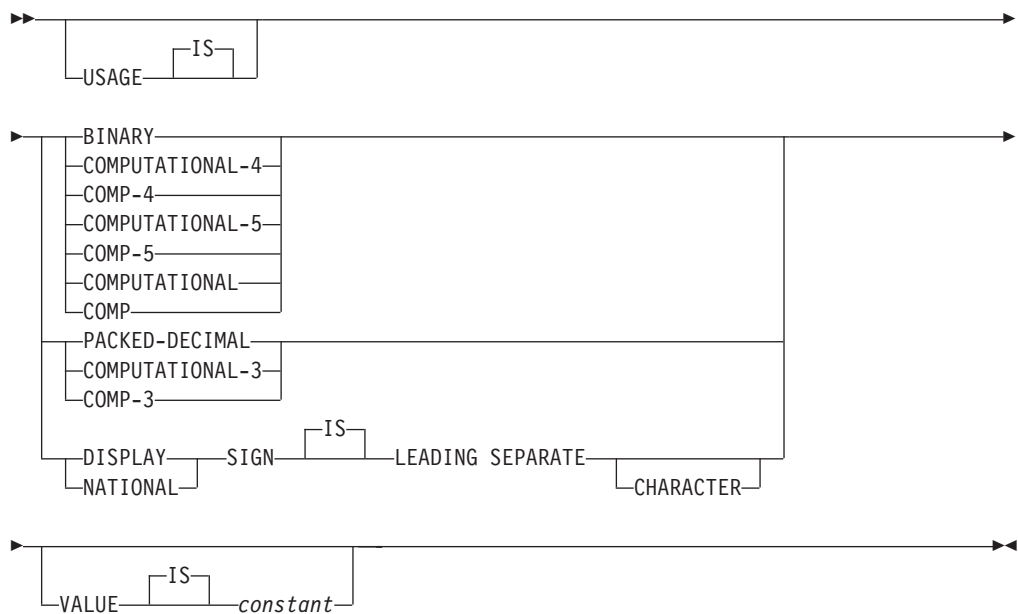 IS
USAGE
BINARY
COMPUTATIONAL-4
COMP-4
COMPUTATIONAL-5
COMP-5
COMPUTATIONAL
COMP
PACKED-DECIMAL
COMPUTATIONAL-3
COMP-3
IS
DISPLAY SIGN LEADING SEPARATE
NATIONAL CHARACTER
IS
VALUE constant